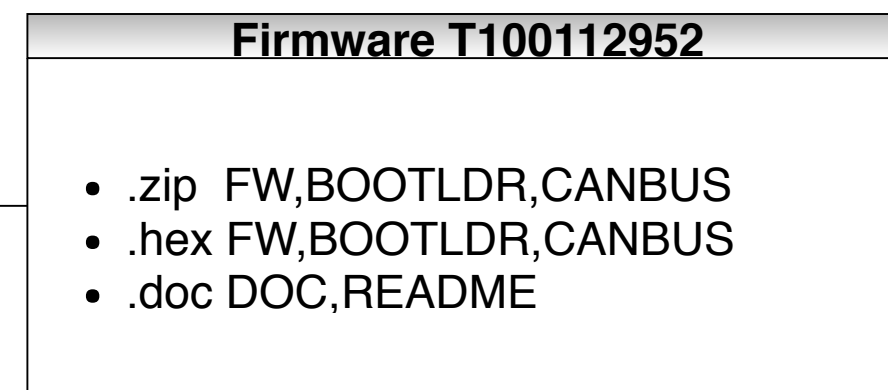 Firmware T100112952
• .zip  FW,BOOTLDR,CANBUS
• .hex FW,BOOTLDR,CANBUS
• .doc DOC,README